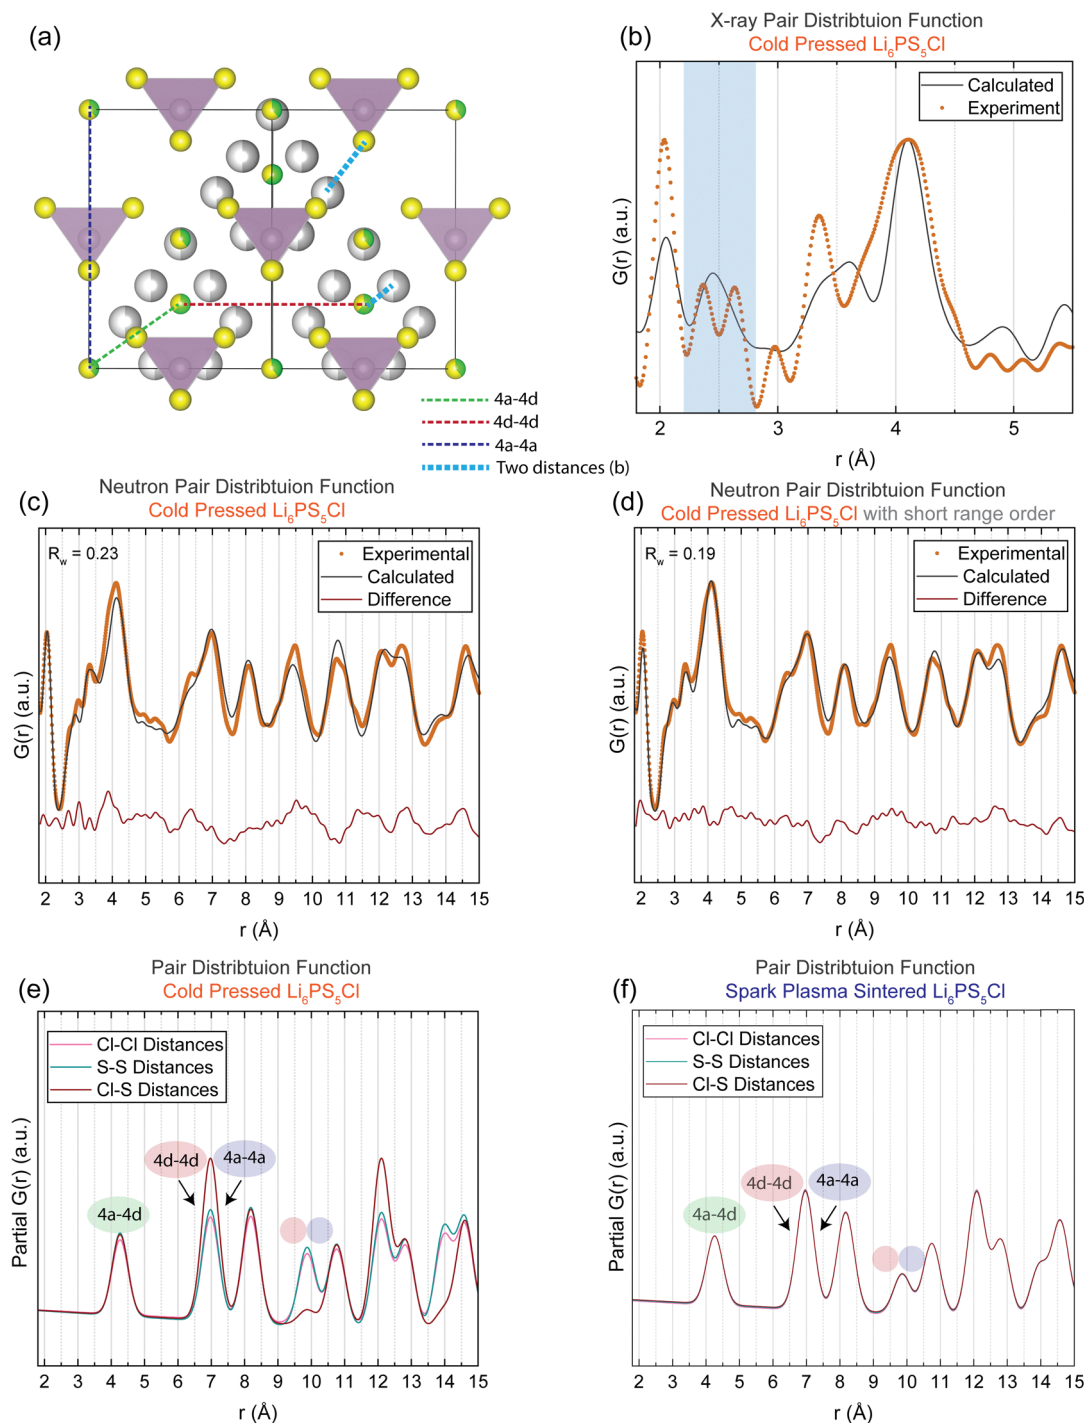 (a)
4a-4d
4d-4d
4a-4a
Two distances (b)
(b)
X-ray Pair Distribtuion Function
Cold Pressed Li₆PS₅Cl
Calculated
Experiment
G(r) (a.u.)
2 3 4 5
r (Å)
(c)
Neutron Pair Distribtuion Function
Cold Pressed Li₆PS₅Cl
R_w = 0.23
Experimental
Calculated
Difference
G(r) (a.u.)
2 3 4 5 6 7 8 9 10 11 12 13 14 15
r (Å)
(d)
Neutron Pair Distribtuion Function
Cold Pressed Li₆PS₅Cl with short range order
R_w = 0.19
Experimental
Calculated
Difference
G(r) (a.u.)
2 3 4 5 6 7 8 9 10 11 12 13 14 15
r (Å)
(e)
Pair Distribtuion Function
Cold Pressed Li₆PS₅Cl
Cl-Cl Distances
S-S Distances
Cl-S Distances
4d-4d
4a-4a
4a-4d
Partial G(r) (a.u.)
2 3 4 5 6 7 8 9 10 11 12 13 14 15
r (Å)
(f)
Pair Distribtuion Function
Spark Plasma Sintered Li₆PS₅Cl
Cl-Cl Distances
S-S Distances
Cl-S Distances
4d-4d
4a-4a
4a-4d
Partial G(r) (a.u.)
2 3 4 5 6 7 8 9 10 11 12 13 14 15
r (Å)